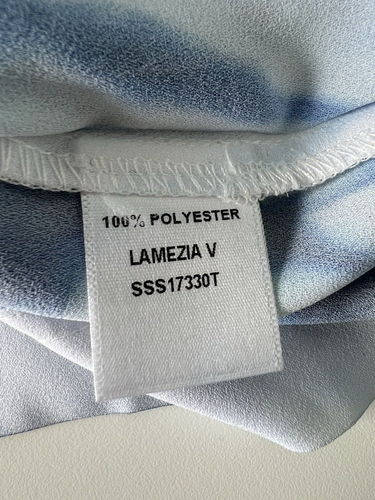 100% POLYESTER
LAMEZIA V
SSS17330T